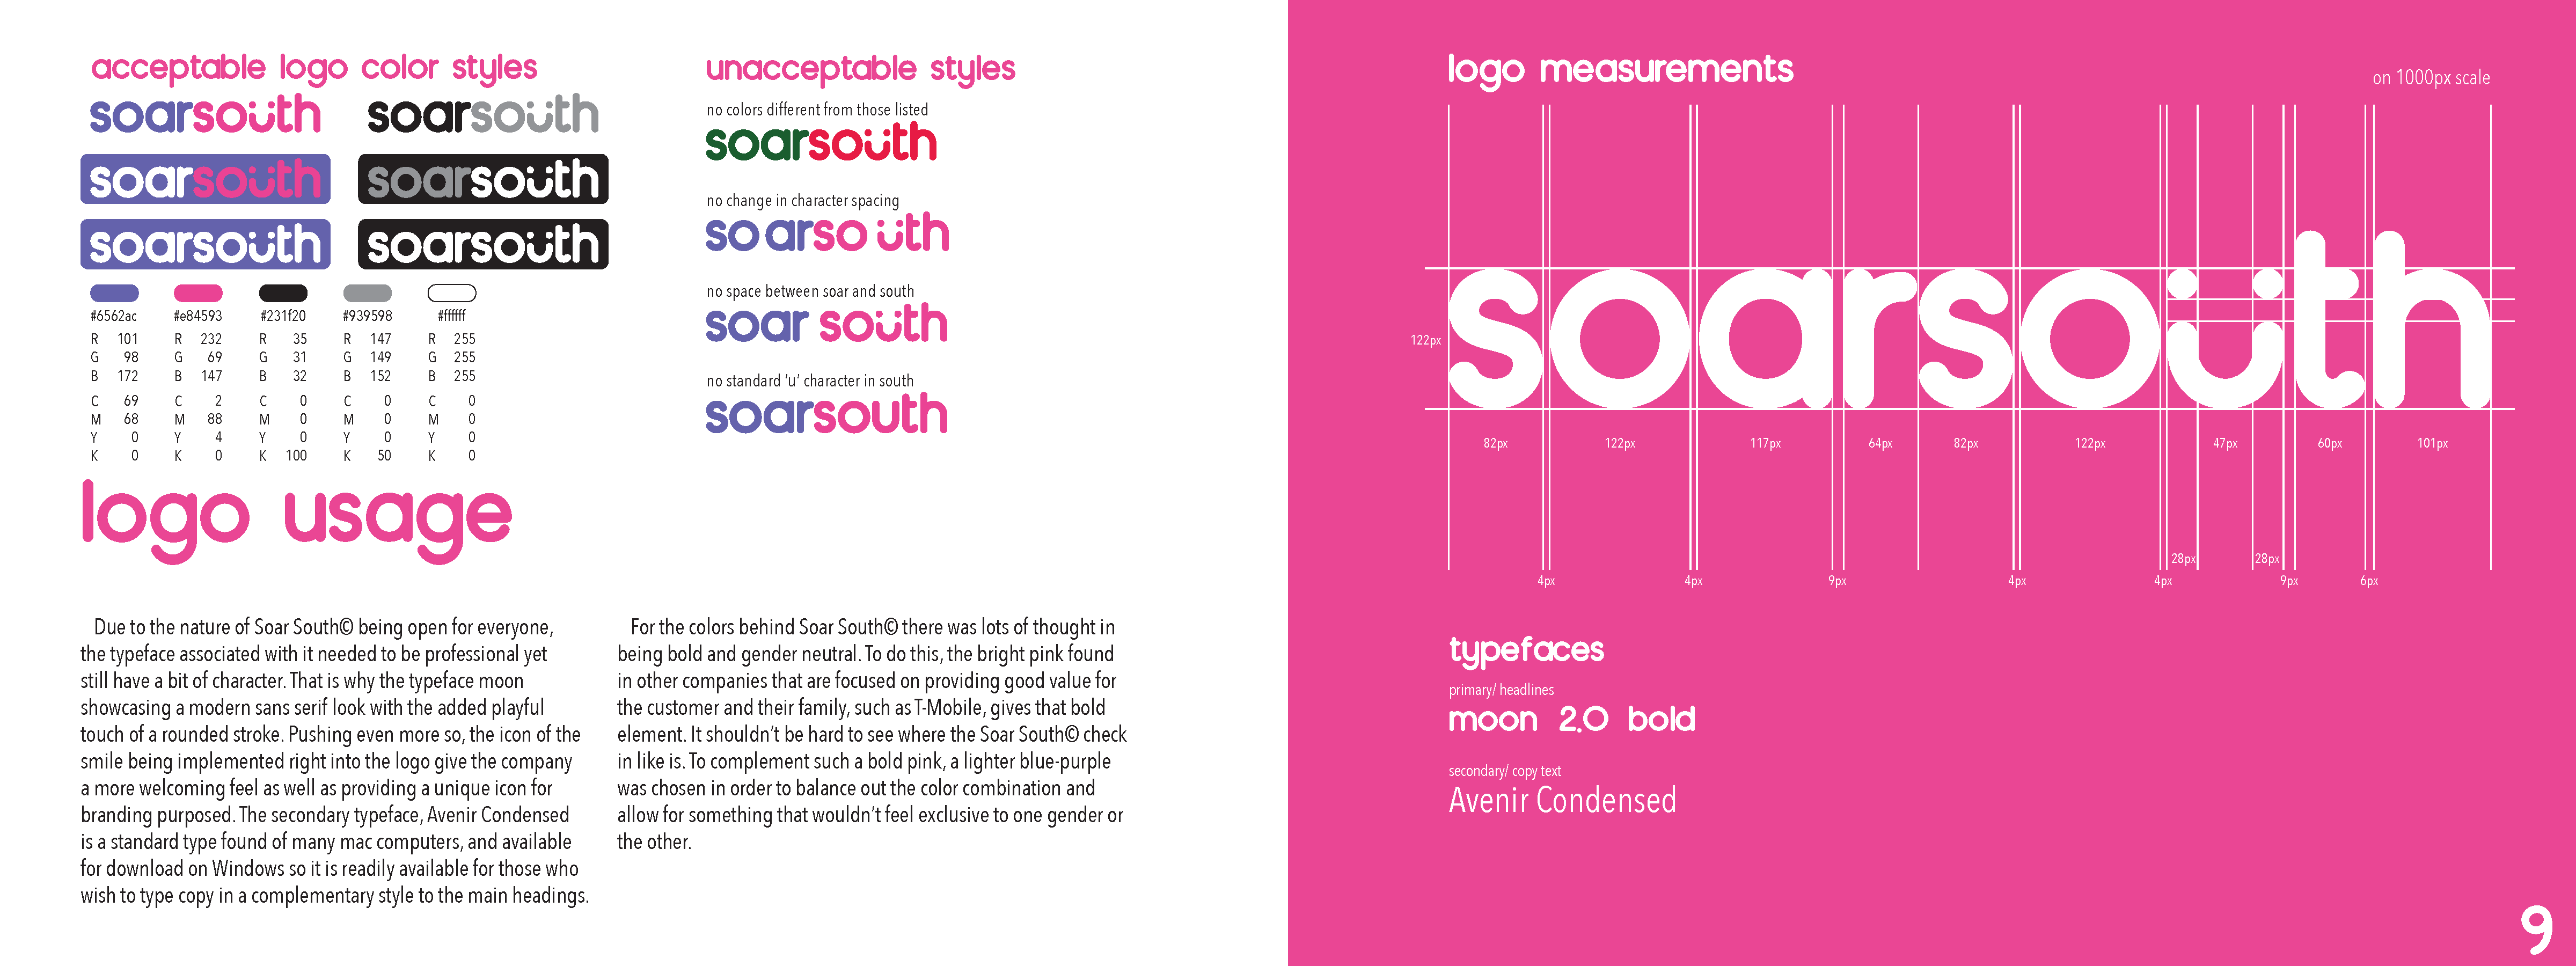 acceptable logo color styles
soarsöuth
soarsöuth
soarsöuth
soarsöuth
soarsöuth
soarsöuth
#6562ac
R 101
G 98
B 172
C 69
M 68
Y 0
K 0
#e84593
R 232
G 69
B 147
C 2
M 88
Y 4
K 0
#231f20
R 35
G 31
B 32
C 0
M 0
Y 0
K 100
#939598
R 147
G 149
B 152
C 0
M 0
Y 0
K 50
#ffffff
R 255
G 255
B 255
C 0
M 0
Y 0
K 0
unacceptable styles
no colors different from those listed
soarsoüth
no change in character spacing
so arso üth
no space between soar and south
soar soüth
no standard 'u' character in south
soarsouth
logo usage
Due to the nature of Soar South© being open for everyone,
the typeface associated with it needed to be professional yet
still have a bit of character. That is why the typeface moon
showcasing a modern sans serif look with the added playful
touch of a rounded stroke. Pushing even more so, the icon of the
smile being implemented right into the logo give the company
a more welcoming feel as well as providing a unique icon for
branding purposed. The secondary typeface, Avenir Condensed
is a standard type found of many mac computers, and available
for download on Windows so it is readily available for those who
wish to type copy in a complementary style to the main headings.
For the colors behind Soar South© there was lots of thought in
being bold and gender neutral. To do this, the bright pink found
in other companies that are focused on providing good value for
the customer and their family, such as T-Mobile, gives that bold
element. It shouldn't be hard to see where the Soar South© check
in like is. To complement such a bold pink, a lighter blue-purple
was chosen in order to balance out the color combination and
allow for something that wouldn't feel exclusive to one gender or
the other.
logo measurements
on 1000px scale
soarsoüth
122px
82px 122px 117px 64px 82px 122px 47px 60px 101px
28px 28px
4px 4px 9px 4px 4px 9px 6px
typefaces
primary/ headlines
moon 2.0 bold
secondary/ copy text
Avenir Condensed
9